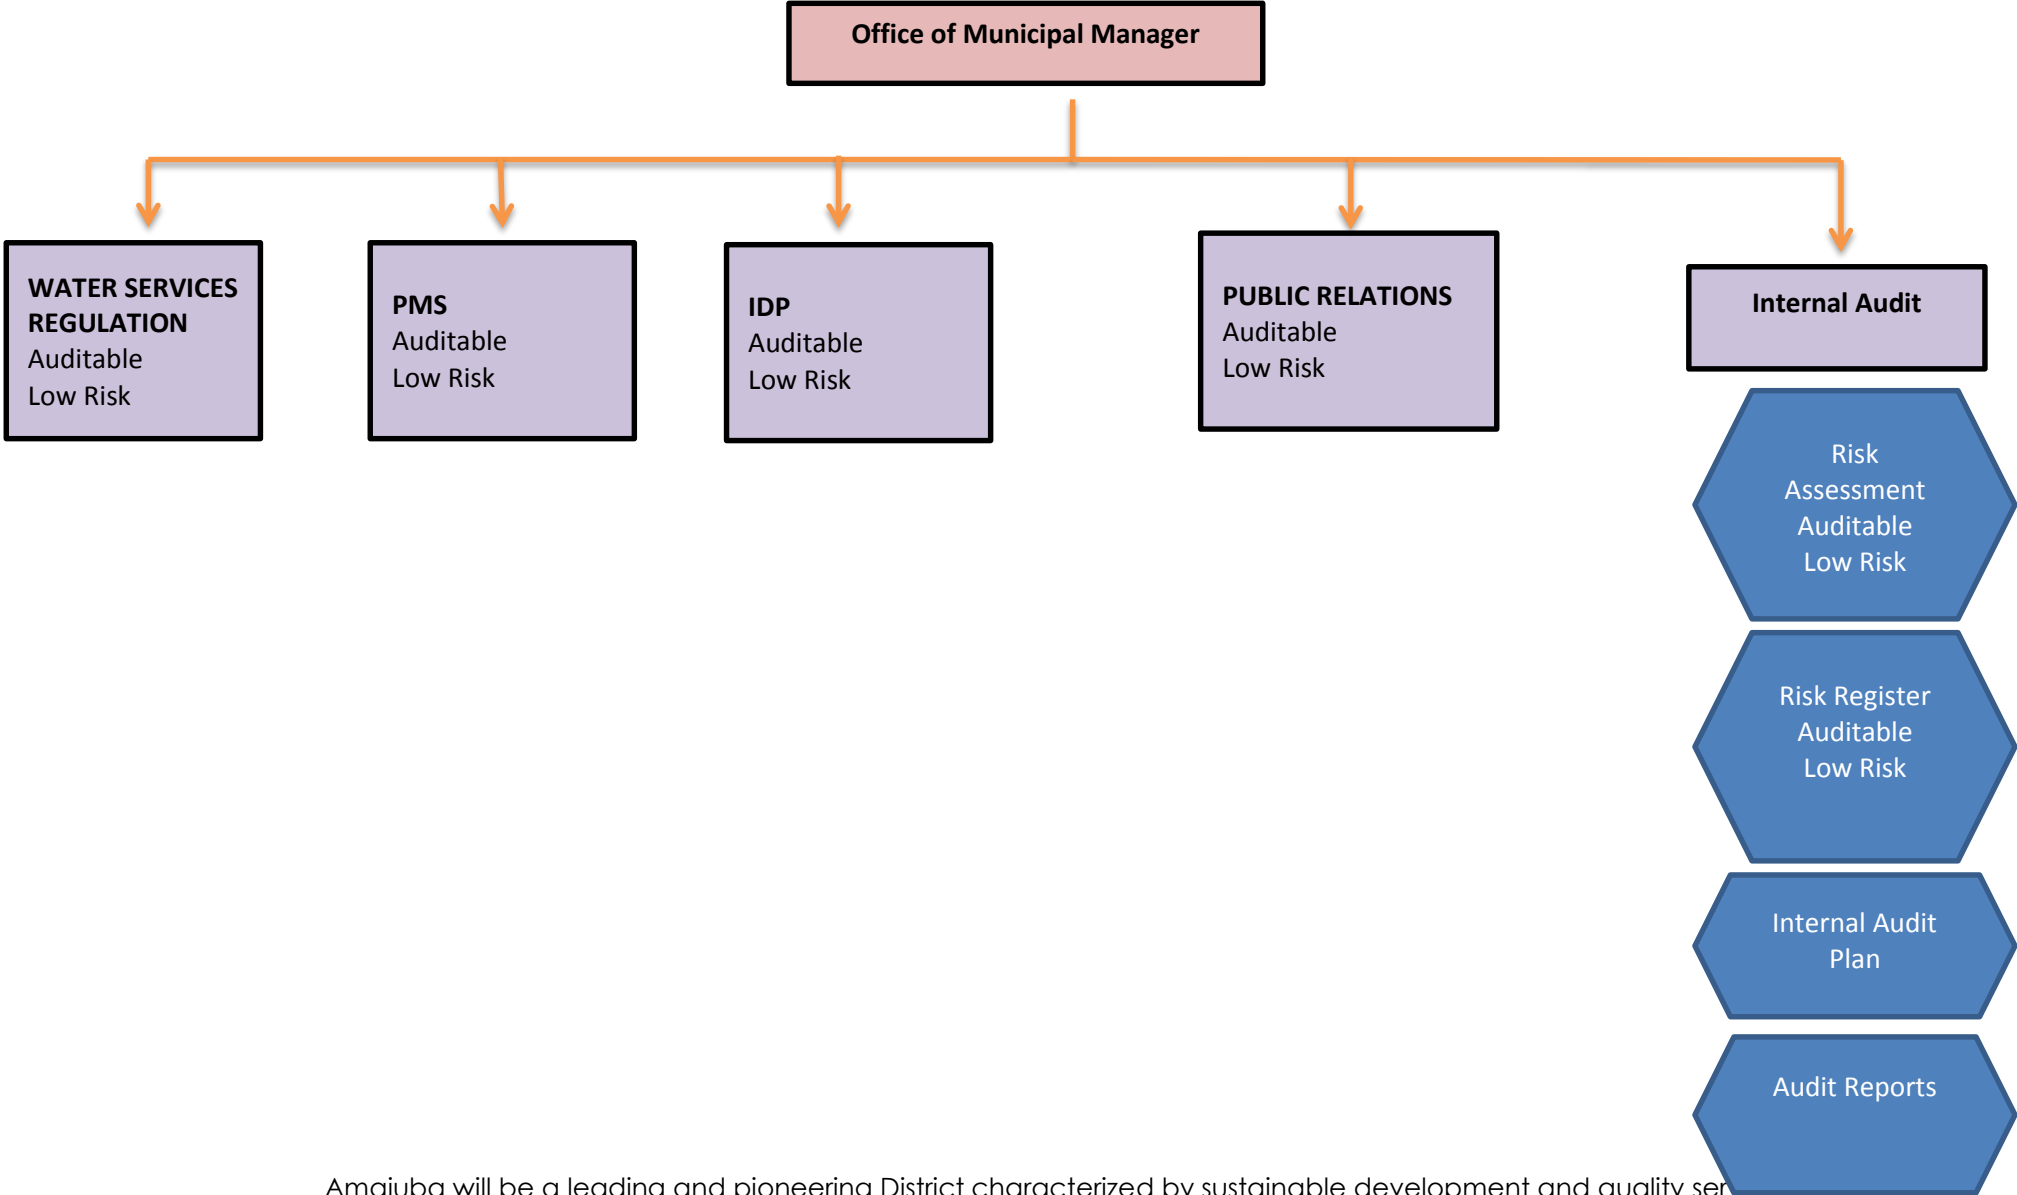 Office of Municipal Manager
WATER SERVICES
REGULATION
Auditable
Low Risk
PMS
Auditable
Low Risk
IDP
Auditable
Low Risk
PUBLIC RELATIONS
Auditable
Low Risk
Internal Audit
Risk
Assessment
Auditable
Low Risk
Risk Register
Auditable
Low Risk
Internal Audit
Plan
Audit Reports
Amajuba will be a leading and pioneering District characterized by sustainable development and quality